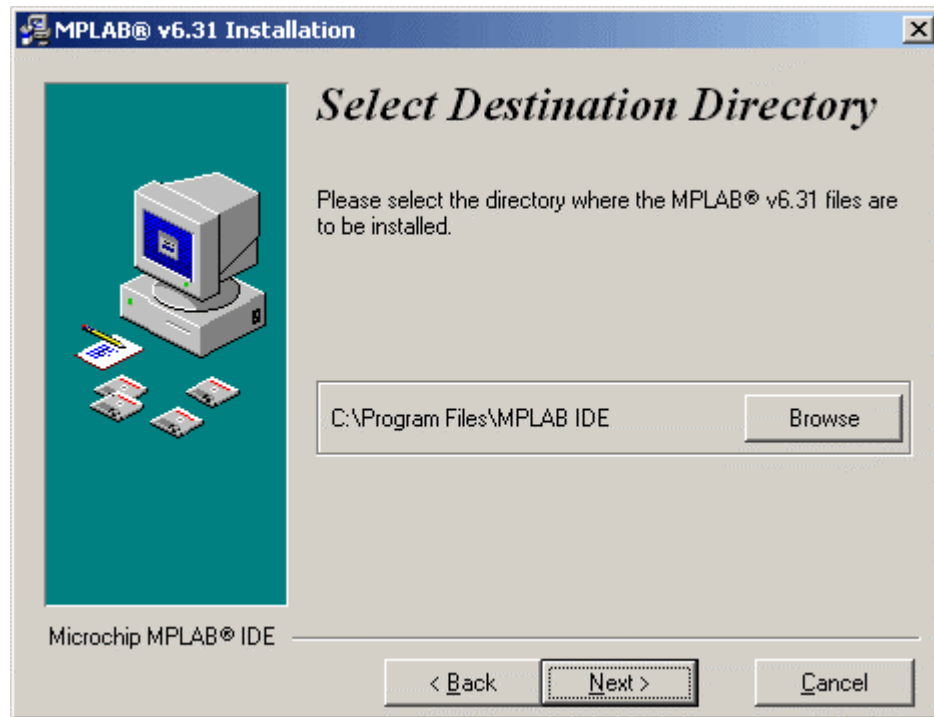 MPLAB® v6.31 Installation
Select Destination Directory
Please select the directory where the MPLAB® v6.31 files are
to be installed.
C:\Program Files\MPLAB IDE
Browse
Microchip MPLAB® IDE
< Back
Next >
Cancel